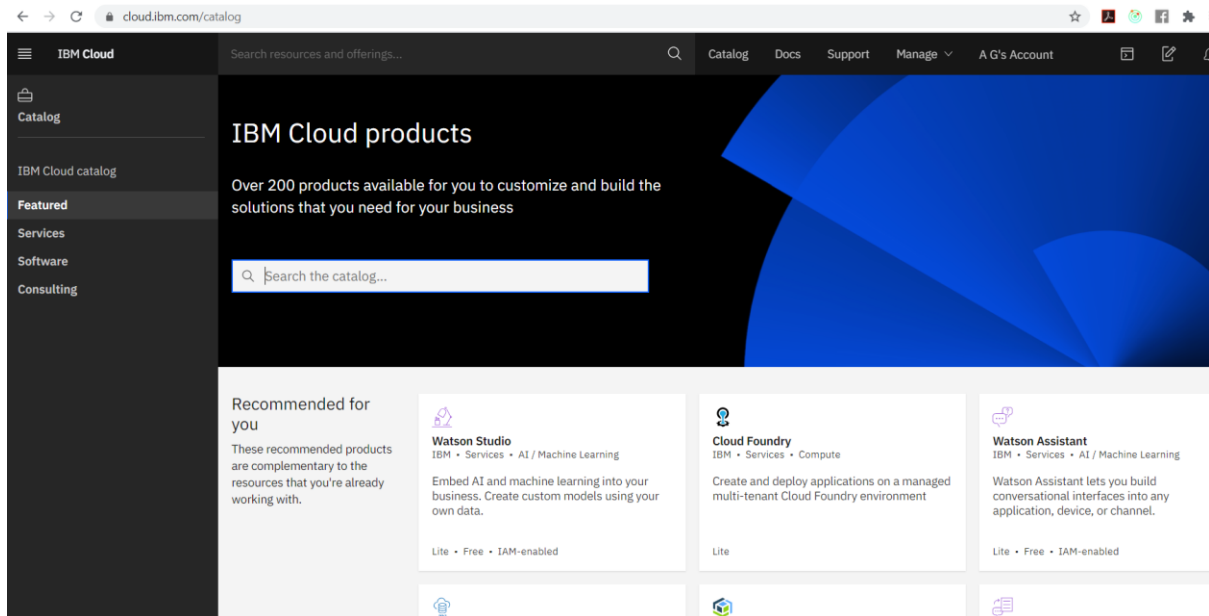 cloud.ibm.com/catalog
IBM Cloud
Search resources and offerings...
Catalog
Docs
Support
Manage
A G's Account
Catalog
IBM Cloud catalog
Featured
Services
Software
Consulting
IBM Cloud products
Over 200 products available for you to customize and build the
solutions that you need for your business
Search the catalog...
Recommended for
you
These recommended products
are complementary to the
resources that you're already
working with.
Watson Studio
IBM • Services • AI / Machine Learning
Embed AI and machine learning into your
business. Create custom models using your
own data.
Lite • Free • IAM-enabled
Cloud Foundry
IBM • Services • Compute
Create and deploy applications on a managed
multi-tenant Cloud Foundry environment
Lite
Watson Assistant
IBM • Services • AI / Machine Learning
Watson Assistant lets you build
conversational interfaces into any
application, device, or channel.
Lite • Free • IAM-enabled